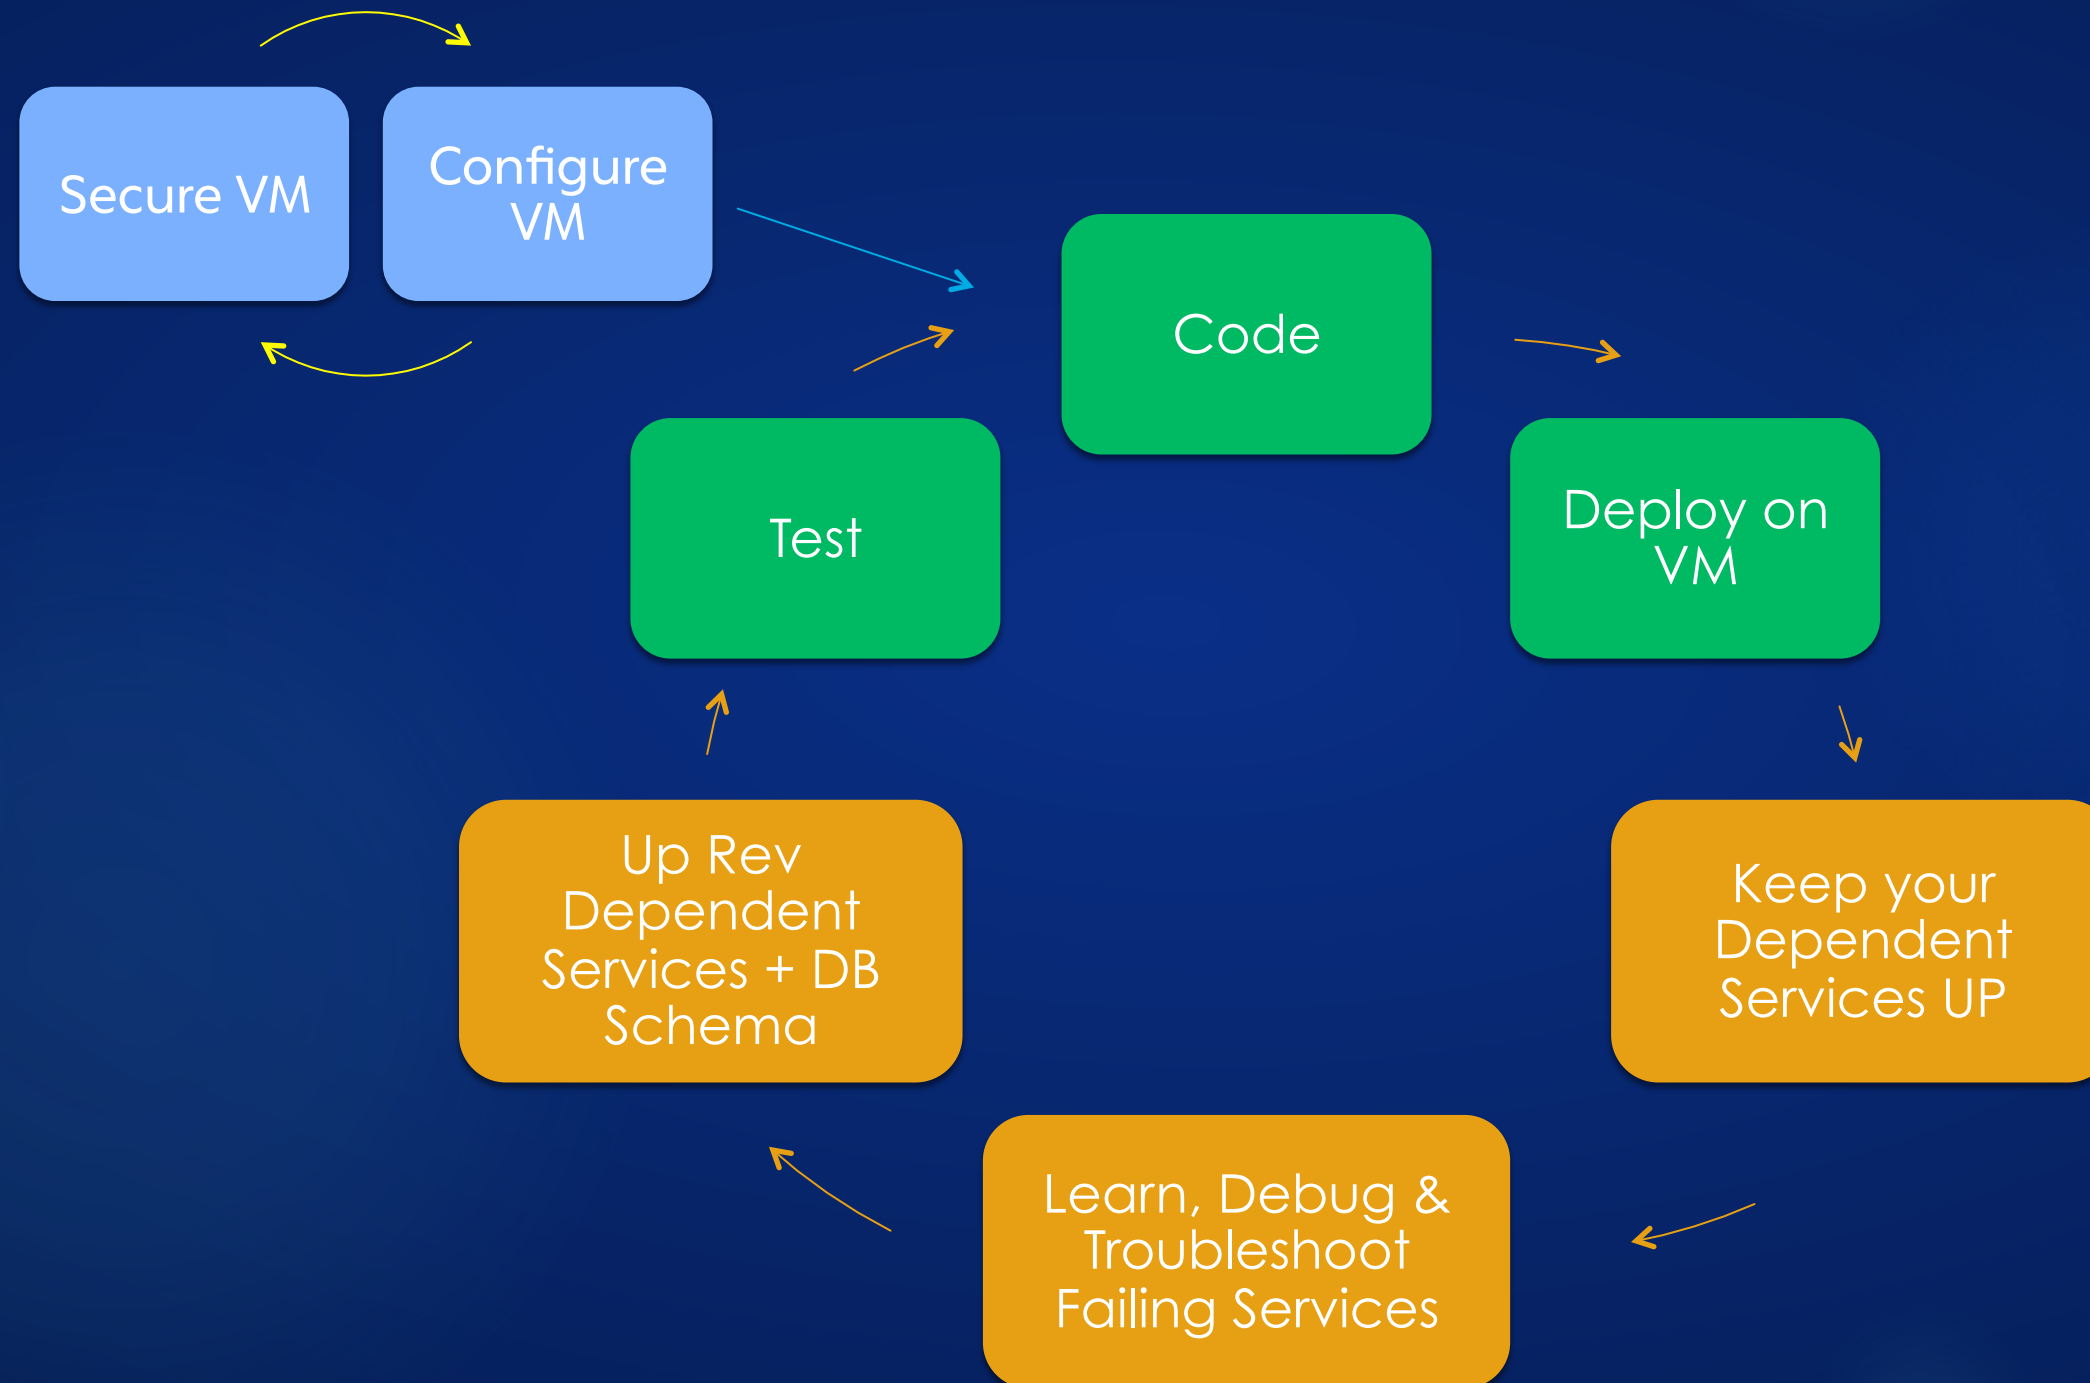 Secure VM
Configure
VM
Code
Test
Deploy on
VM
Up Rev
Dependent
Services + DB
Schema
Keep your
Dependent
Services UP
Learn, Debug &
Troubleshoot
Failing Services